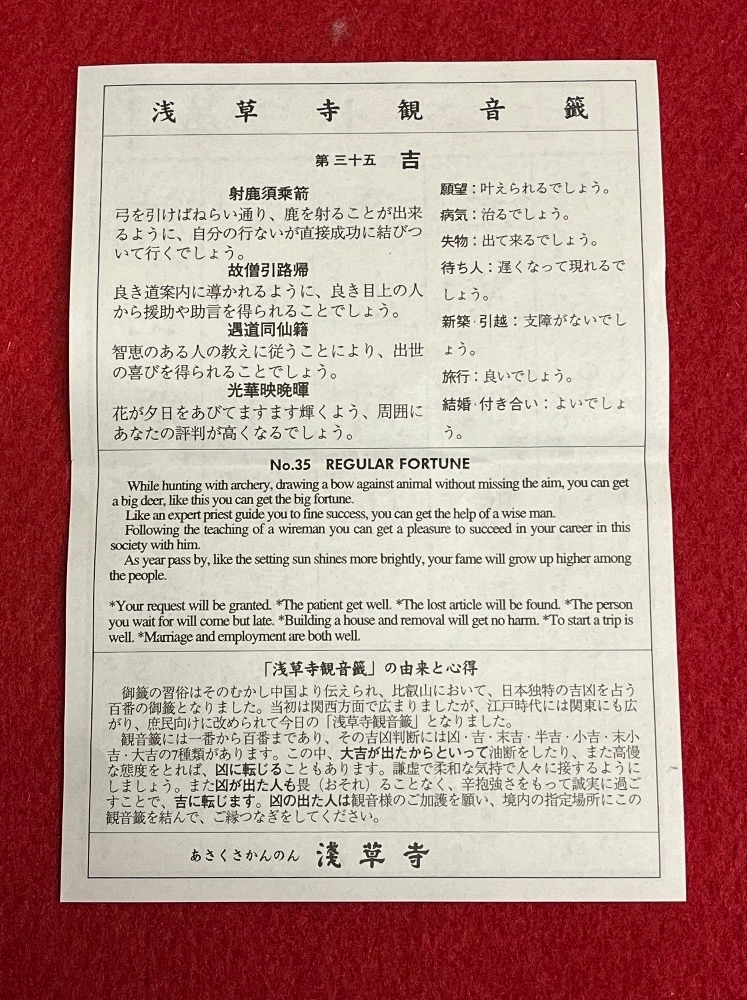 浅草寺観音籤
第三十五 吉
射鹿須乗箭
弓を引けばねらい通り、鹿を射ることが出来
るように、自分の行ないが直接成功に結びつ
いて行くでしょう。
故僧引路帰
良き道案内に導かれるように、良き目上の人
から援助や助言を得られることでしょう。
遇道同仙籍
智恵のある人の教えに従うことにより、出世
の喜びを得られることでしょう。
光華映晩暉
花が夕日をあびてますます輝くよう、周囲に
あなたの評判が高くなるでしょう。
願望：叶えられるでしょう。
病気：治るでしょう。
失物：出て来るでしょう。
待ち人：遅くなって現れるで
しょう。
新築・引越：支障がないでし
ょう。
旅行：良いでしょう。
結婚・付き合い：よいでしょ
う。
No.35 REGULAR FORTUNE
While hunting with archery, drawing a bow against animal without missing the aim, you can get
a big deer, like this you can get the big fortune.
Like an expert priest guide you to fine success, you can get the help of a wise man.
Following the teaching of a wireman you can get a pleasure to succeed in your career in this
society with him.
As year pass by, like the setting sun shines more brightly, your fame will grow up higher among
the people.
*Your request will be granted. *The patient get well. *The lost article will be found. *The person
you wait for will come but late. *Building a house and removal will get no harm. *To start a trip is
well. *Marriage and employment are both well.
「浅草寺観音籤」の由来と心得
御籤の習俗はそのむかし中国より伝えられ、比叡山において、日本独特の吉凶を占う
百番の御籤となりました。当初は関西方面で広まりましたが、江戸時代には関東にも広
がり、庶民向けに改められて今日の「浅草寺観音籤」となりました。
観音籤には一番から百番まであり、その吉凶判断には凶・吉・末吉・半吉・小吉・末小
吉・大吉の7種類があります。この中、大吉が出たからといって油断をしたり、また高慢
な態度をとれば、凶に転じることもあります。謙虚で柔和な気持で人々に接するように
しましょう。また凶が出た人も畏（おそれ）ることなく、辛抱強さをもって誠実に過ご
すことで、吉に転じます。凶の出た人は観音様のご加護を願い、境内の指定場所にこの
観音籤を結んで、ご縁つなぎをしてください。
あさくさかんのん 淺草寺